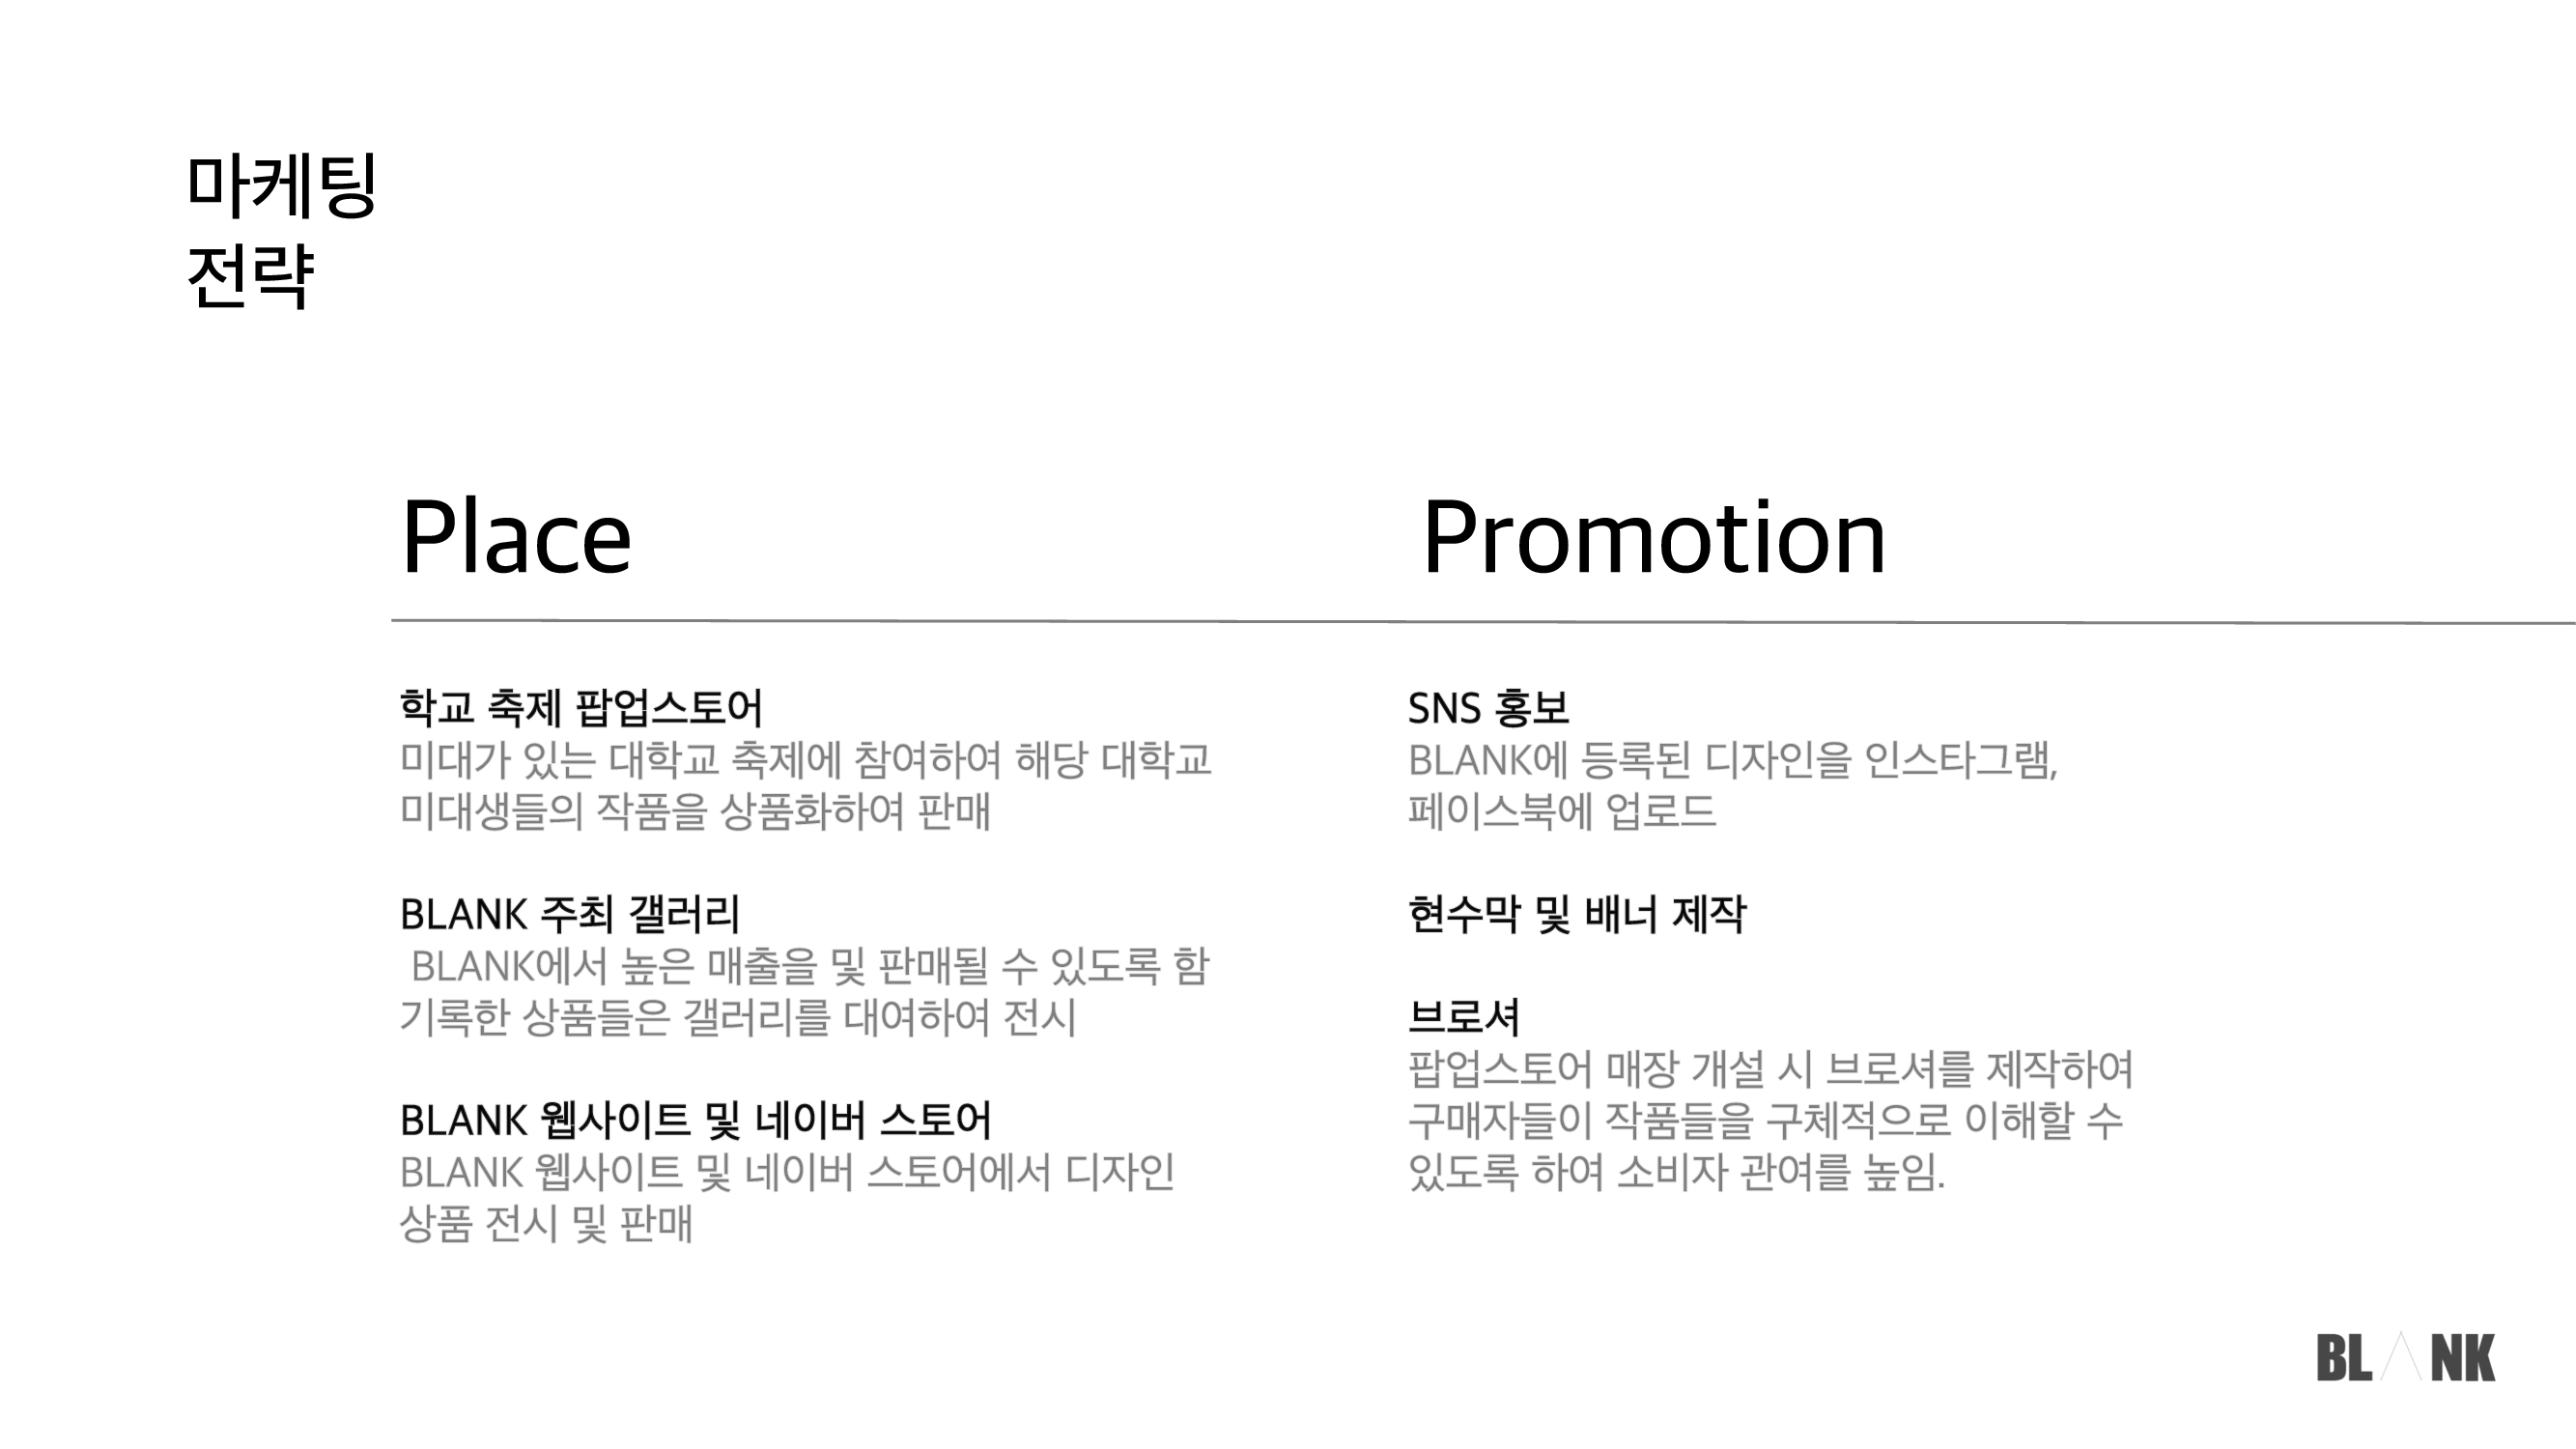 마케팅
전략
Place
학교 축제 팝업스토어
미대가 있는 대학교 축제에 참여하여 해당 대학교
미대생들의 작품을 상품화하여 판매
BLANK 주최 갤러리
BLANK에서 높은 매출을 및 판매될 수 있도록 함
기록한 상품들은 갤러리를 대여하여 전시
BLANK 웹사이트 및 네이버 스토어
BLANK 웹사이트 및 네이버 스토어에서 디자인
상품 전시 및 판매
Promotion
SNS 홍보
BLANK에 등록된 디자인을 인스타그램,
페이스북에 업로드
현수막 및 배너 제작
브로셔
팝업스토어 매장 개설 시 브로셔를 제작하여
구매자들이 작품들을 구체적으로 이해할 수
있도록 하여 소비자 관여를 높임.
BLANK